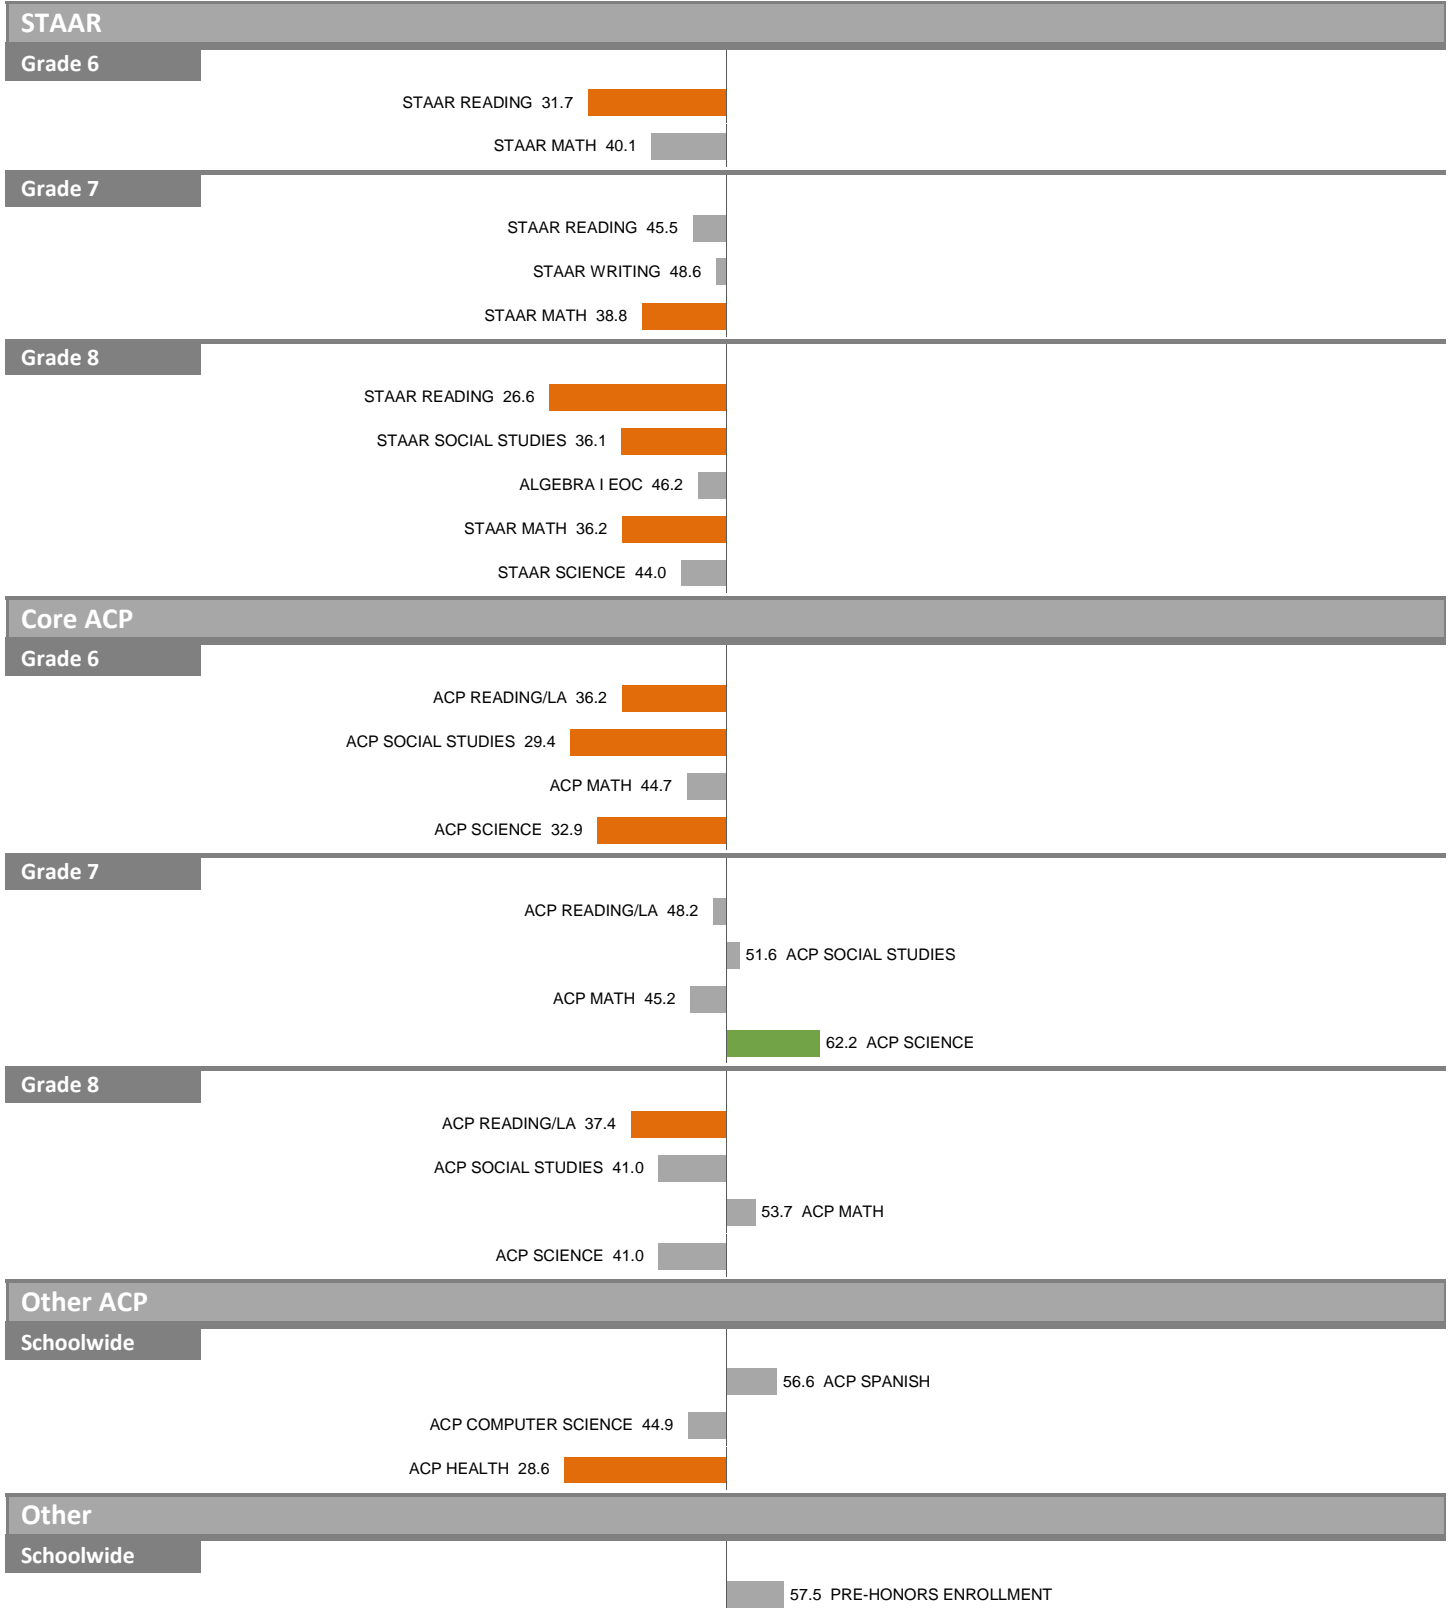 STAAR
Grade 6
STAAR READING 31.7
STAAR MATH 40.1
Grade 7
STAAR READING 45.5
STAAR WRITING 48.6
STAAR MATH 38.8
Grade 8
STAAR READING 26.6
STAAR SOCIAL STUDIES 36.1
ALGEBRA I EOC 46.2
STAAR MATH 36.2
STAAR SCIENCE 44.0
Core ACP
Grade 6
ACP READING/LA 36.2
ACP SOCIAL STUDIES 29.4
ACP MATH 44.7
ACP SCIENCE 32.9
Grade 7
ACP READING/LA 48.2
51.6 ACP SOCIAL STUDIES
ACP MATH 45.2
62.2 ACP SCIENCE
Grade 8
ACP READING/LA 37.4
ACP SOCIAL STUDIES 41.0
53.7 ACP MATH
ACP SCIENCE 41.0
Other ACP
Schoolwide
56.6 ACP SPANISH
ACP COMPUTER SCIENCE 44.9
ACP HEALTH 28.6
Other
Schoolwide
57.5 PRE-HONORS ENROLLMENT